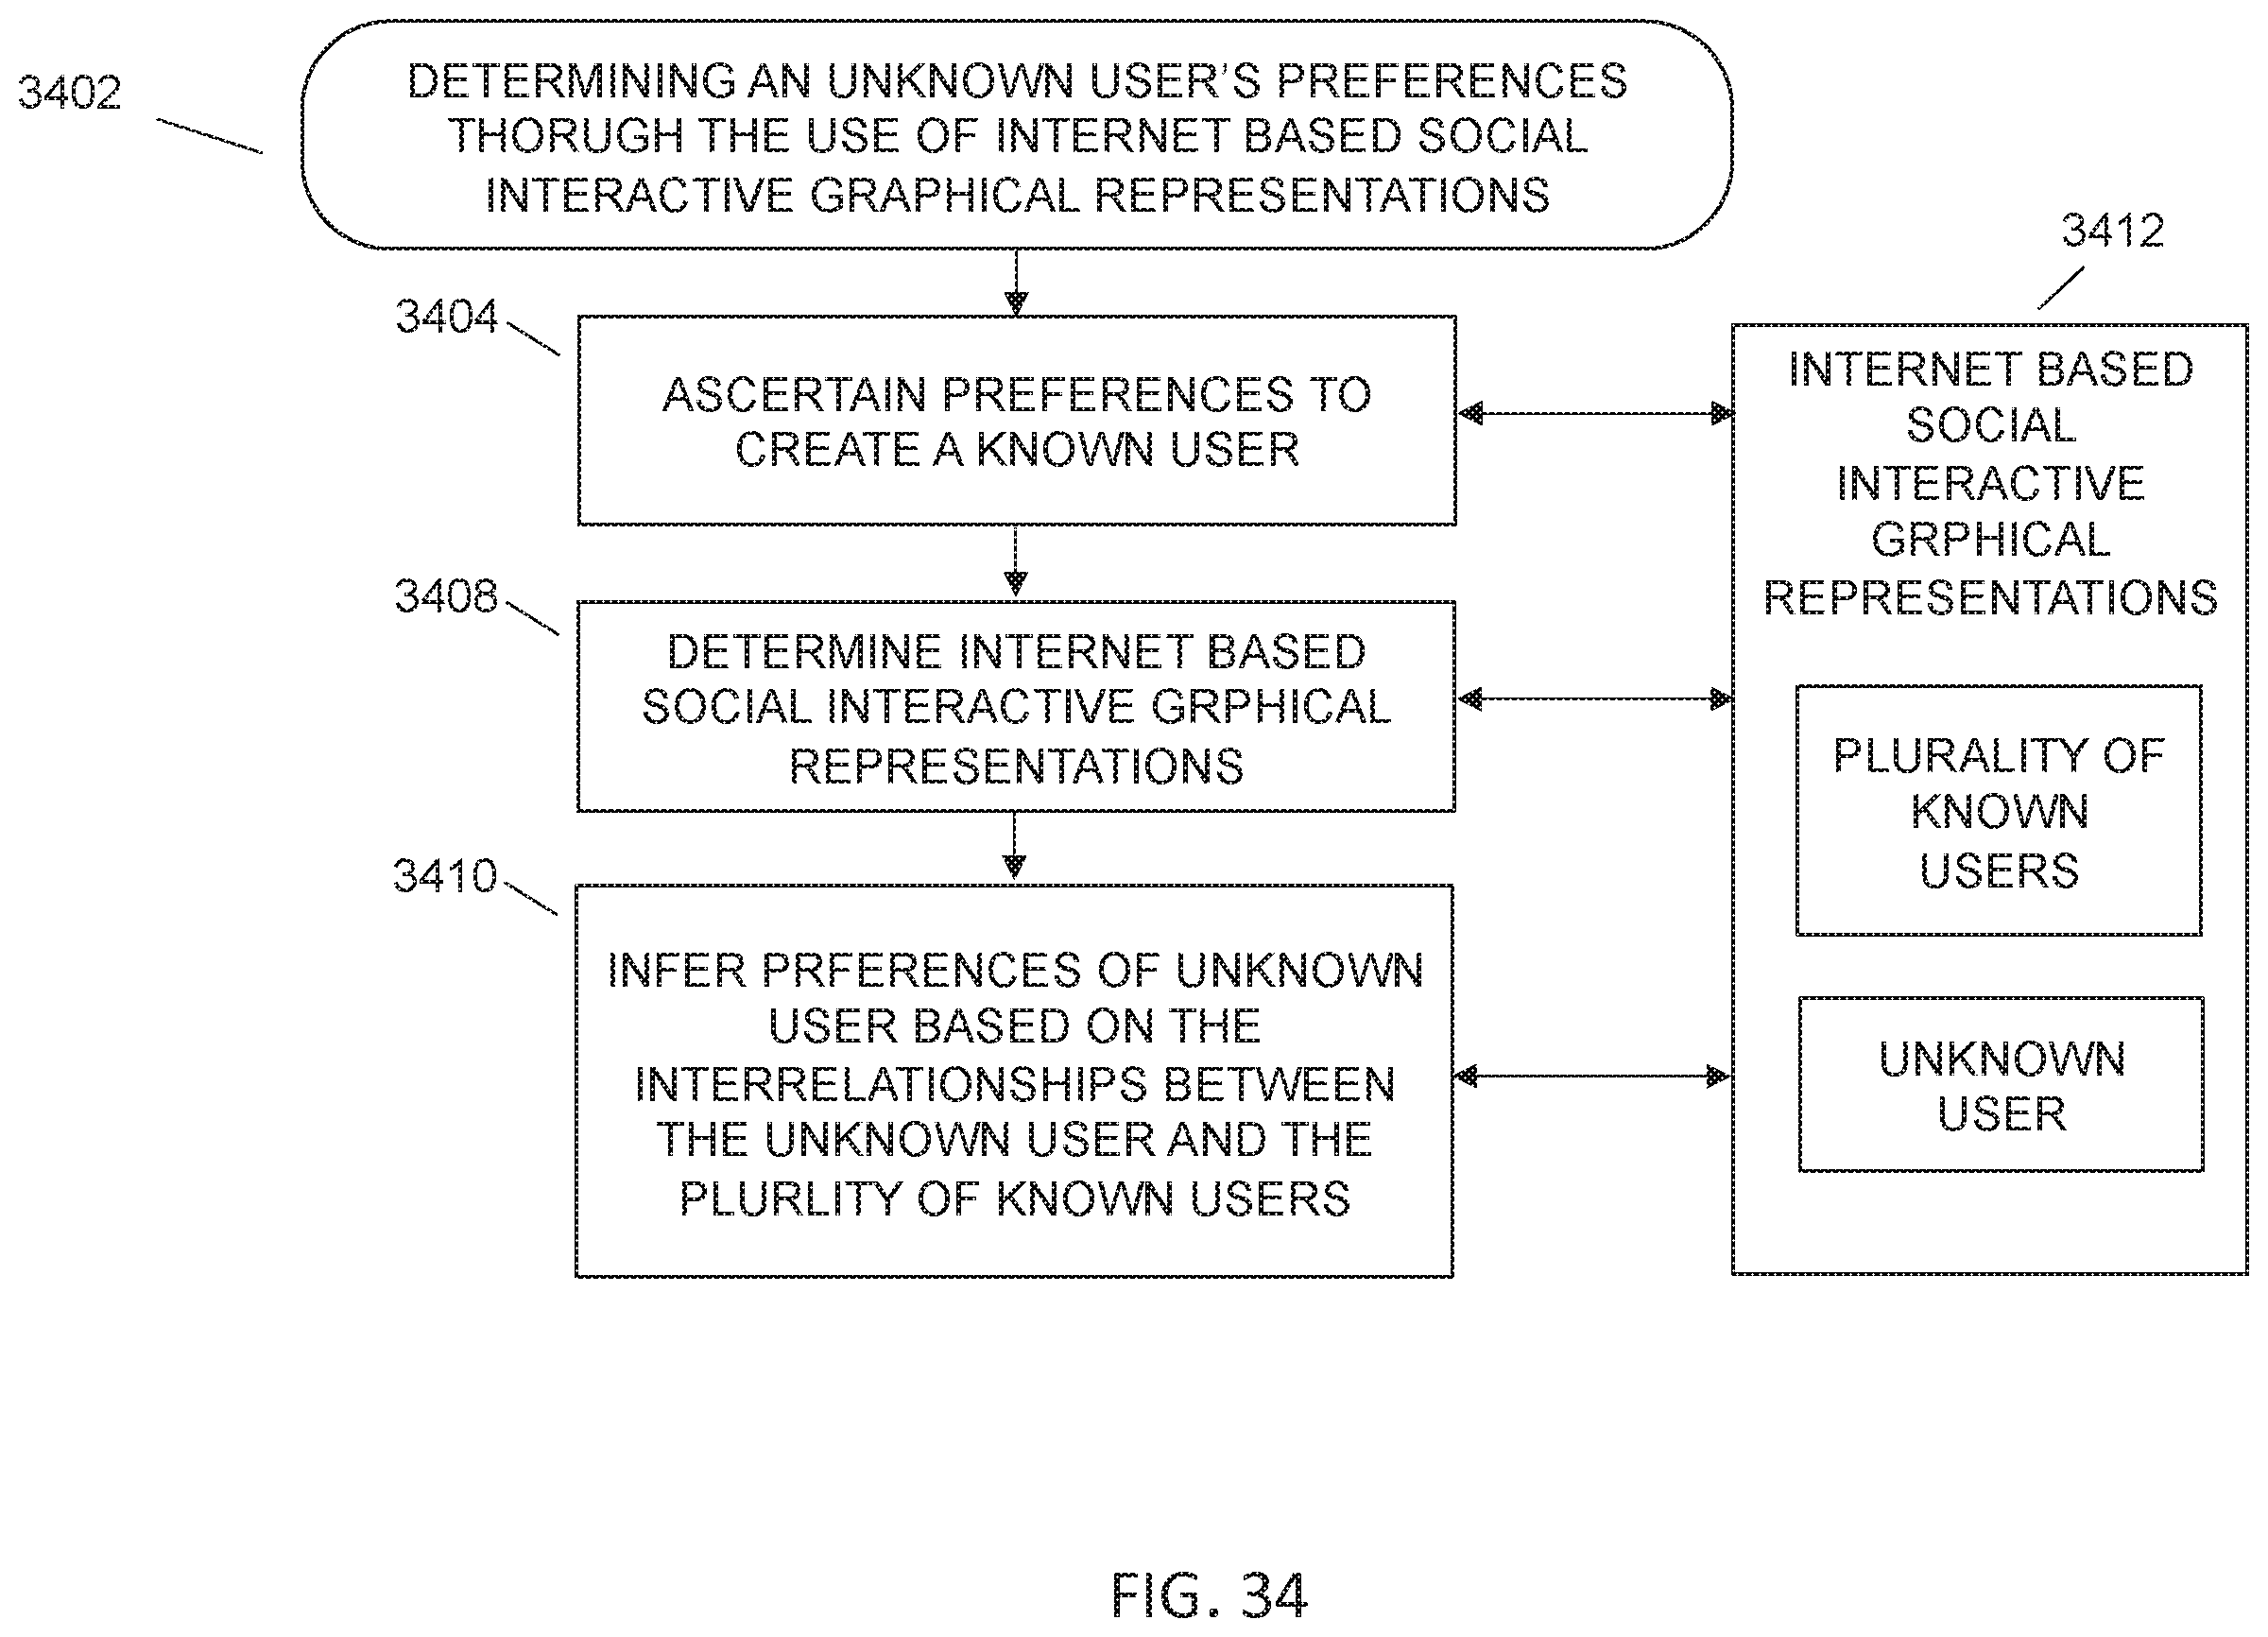 3402
DETERMINING AN UNKNOWN USER'S PREFERENCES
THORUGH THE USE OF INTERNET BASED SOCIAL
INTERACTIVE GRAPHICAL REPRESENTATIONS
3404
ASCERTAIN PREFERENCES TO
CREATE A KNOWN USER
3408
DETERMINE INTERNET BASED
SOCIAL INTERACTIVE GRPHICAL
REPRESENTATIONS
3410
INFER PRFERENCES OF UNKNOWN
USER BASED ON THE
INTERRELATIONSHIPS BETWEEN
THE UNKNOWN USER AND THE
PLURLITY OF KNOWN USERS
3412
INTERNET BASED
SOCIAL
INTERACTIVE
GRPHICAL
REPRESENTATIONS
PLURALITY OF
KNOWN
USERS
UNKNOWN
USER
FIG. 34